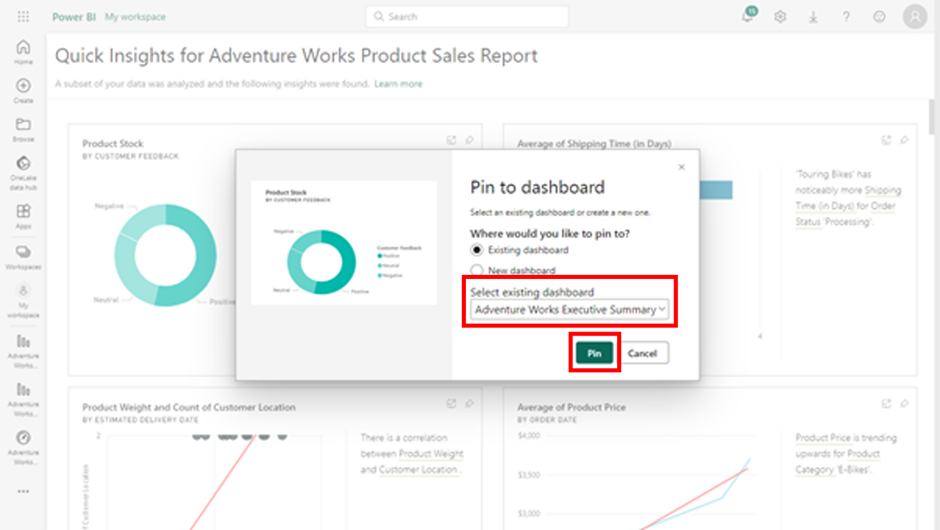 Power BI My workspace
Search
15
Home
Create
Browse
OneLake
data hub
Apps
Workspaces
My
workspace
Adventure
Works...
Adventure
Works...
Adventure
Works...
Quick Insights for Adventure Works Product Sales Report
A subset of your data was analyzed and the following insights were found. Learn more
Product Stock
BY CUSTOMER FEEDBACK
Negative
Neutral
Positive
Average of Shipping Time (in Days)
'Touring Bikes' has
noticeably more Shipping
Time (in Days) for Order
Status 'Processing'.
Product Stock
BY CUSTOMER FEEDBACK
Negative
Neutral
Positive
Customer Feedback
Positive
Neutral
Negative
Pin to dashboard
Select an existing dashboard or create a new one.
Where would you like to pin to?
Existing dashboard
New dashboard
Select existing dashboard
Adventure Works Executive Summary
Pin
Cancel
Product Weight and Count of Customer Location
BY ESTIMATED DELIVERY DATE
2
of Customer Location
There is a correlation
between Product Weight
and Customer Location.
Average of Product Price
BY ORDER DATE
$4,000
$3,500
$3,000
Product Price is trending
upwards for Product
Category 'E-Bikes'.